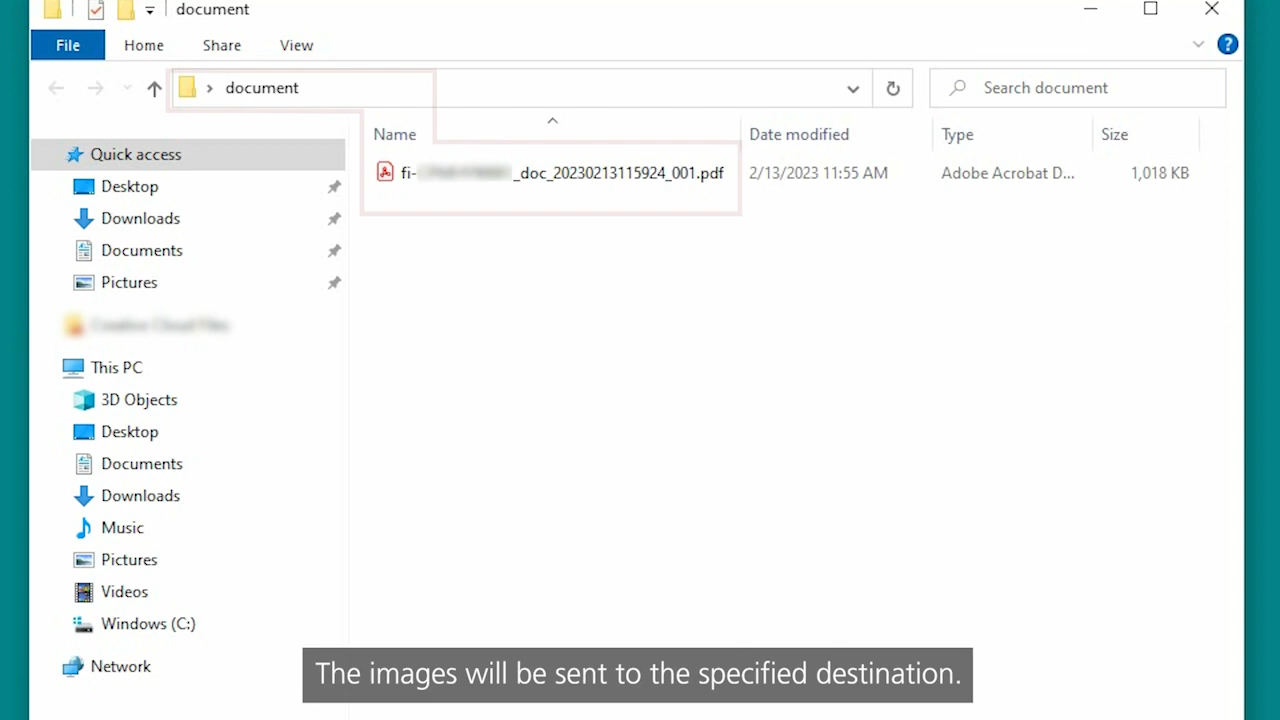 document
File Home Share View
document
Search document
Name Date modified Type Size
fi- _doc_20230213115924_001.pdf 2/13/2023 11:55 AM Adobe Acrobat D... 1,018 KB
Quick access
Desktop
Downloads
Documents
Pictures
This PC
3D Objects
Desktop
Documents
Downloads
Music
Pictures
Videos
Windows (C:)
Network
The images will be sent to the specified destination.